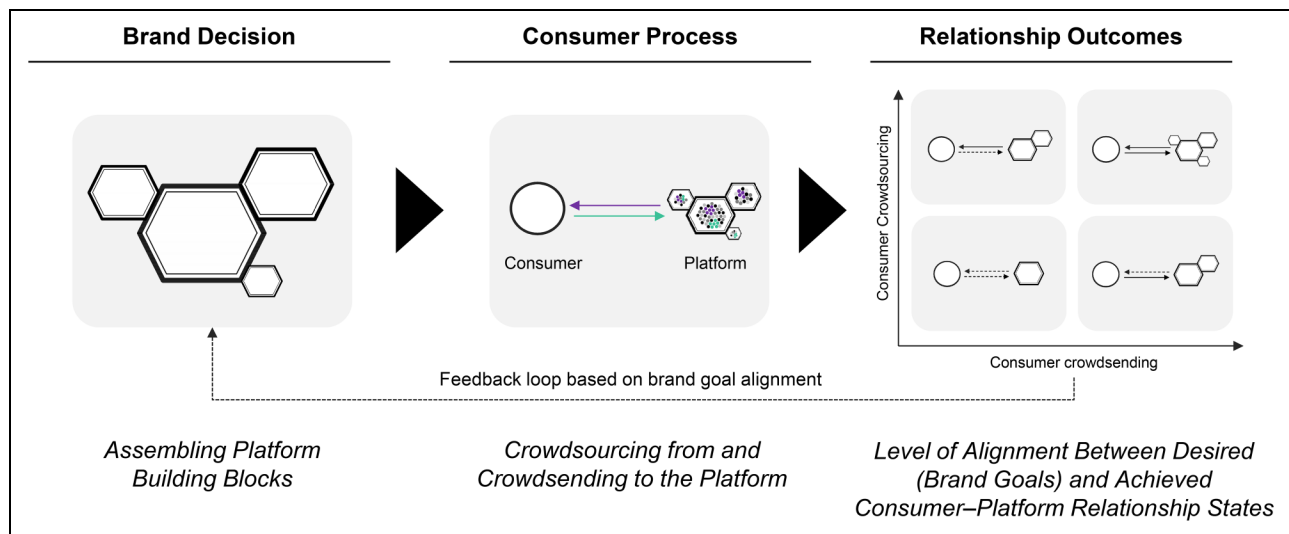 Brand Decision
Consumer Process
Relationship Outcomes
Consumer
Platform
Consumer Crowdsourcing
Consumer crowdsending
Feedback loop based on brand goal alignment
Assembling Platform
Building Blocks
Crowdsourcing from and
Crowdsending to the Platform
Level of Alignment Between Desired
(Brand Goals) and Achieved
Consumer–Platform Relationship States